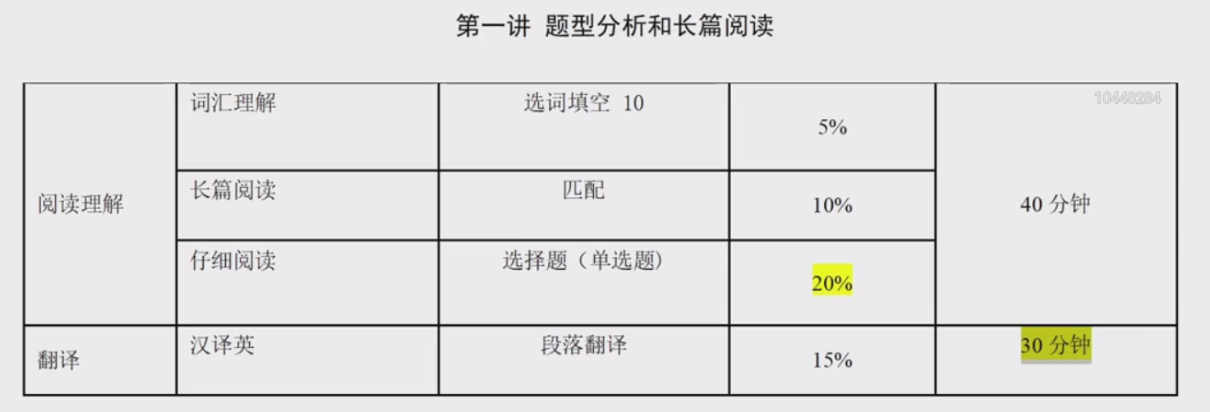 第一讲 题型分析和长篇阅读
10448284
词汇理解 选词填空 10
5%
阅读理解 长篇阅读 匹配 10% 40 分钟
仔细阅读 选择题（单选题)
20%
翻译 汉译英 段落翻译 15% 30 分钟